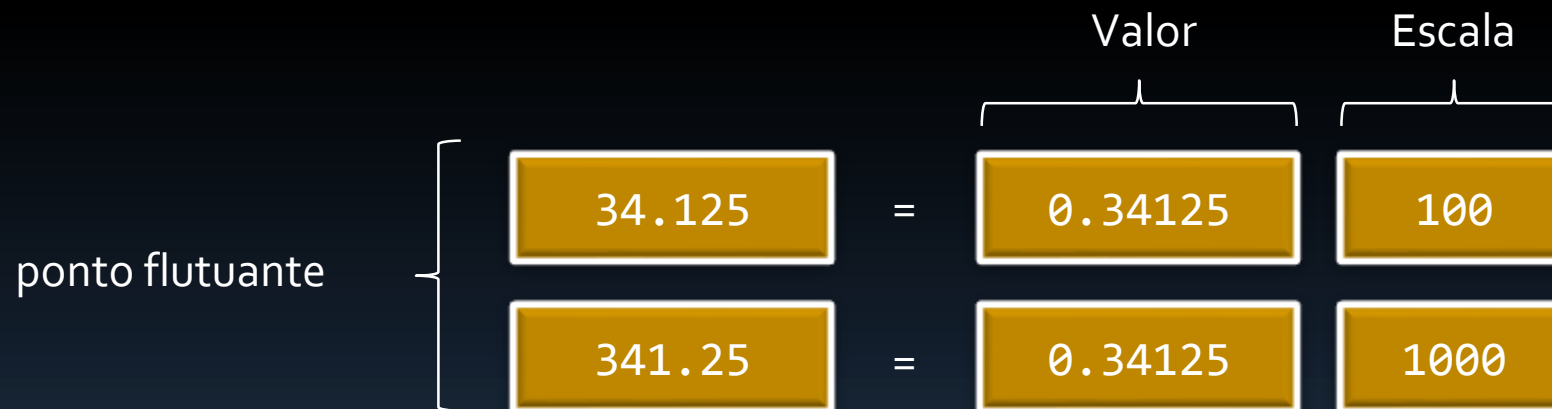 Valor Escala
34.125 = 0.34125 100
ponto flutuante
341.25 = 0.34125 1000